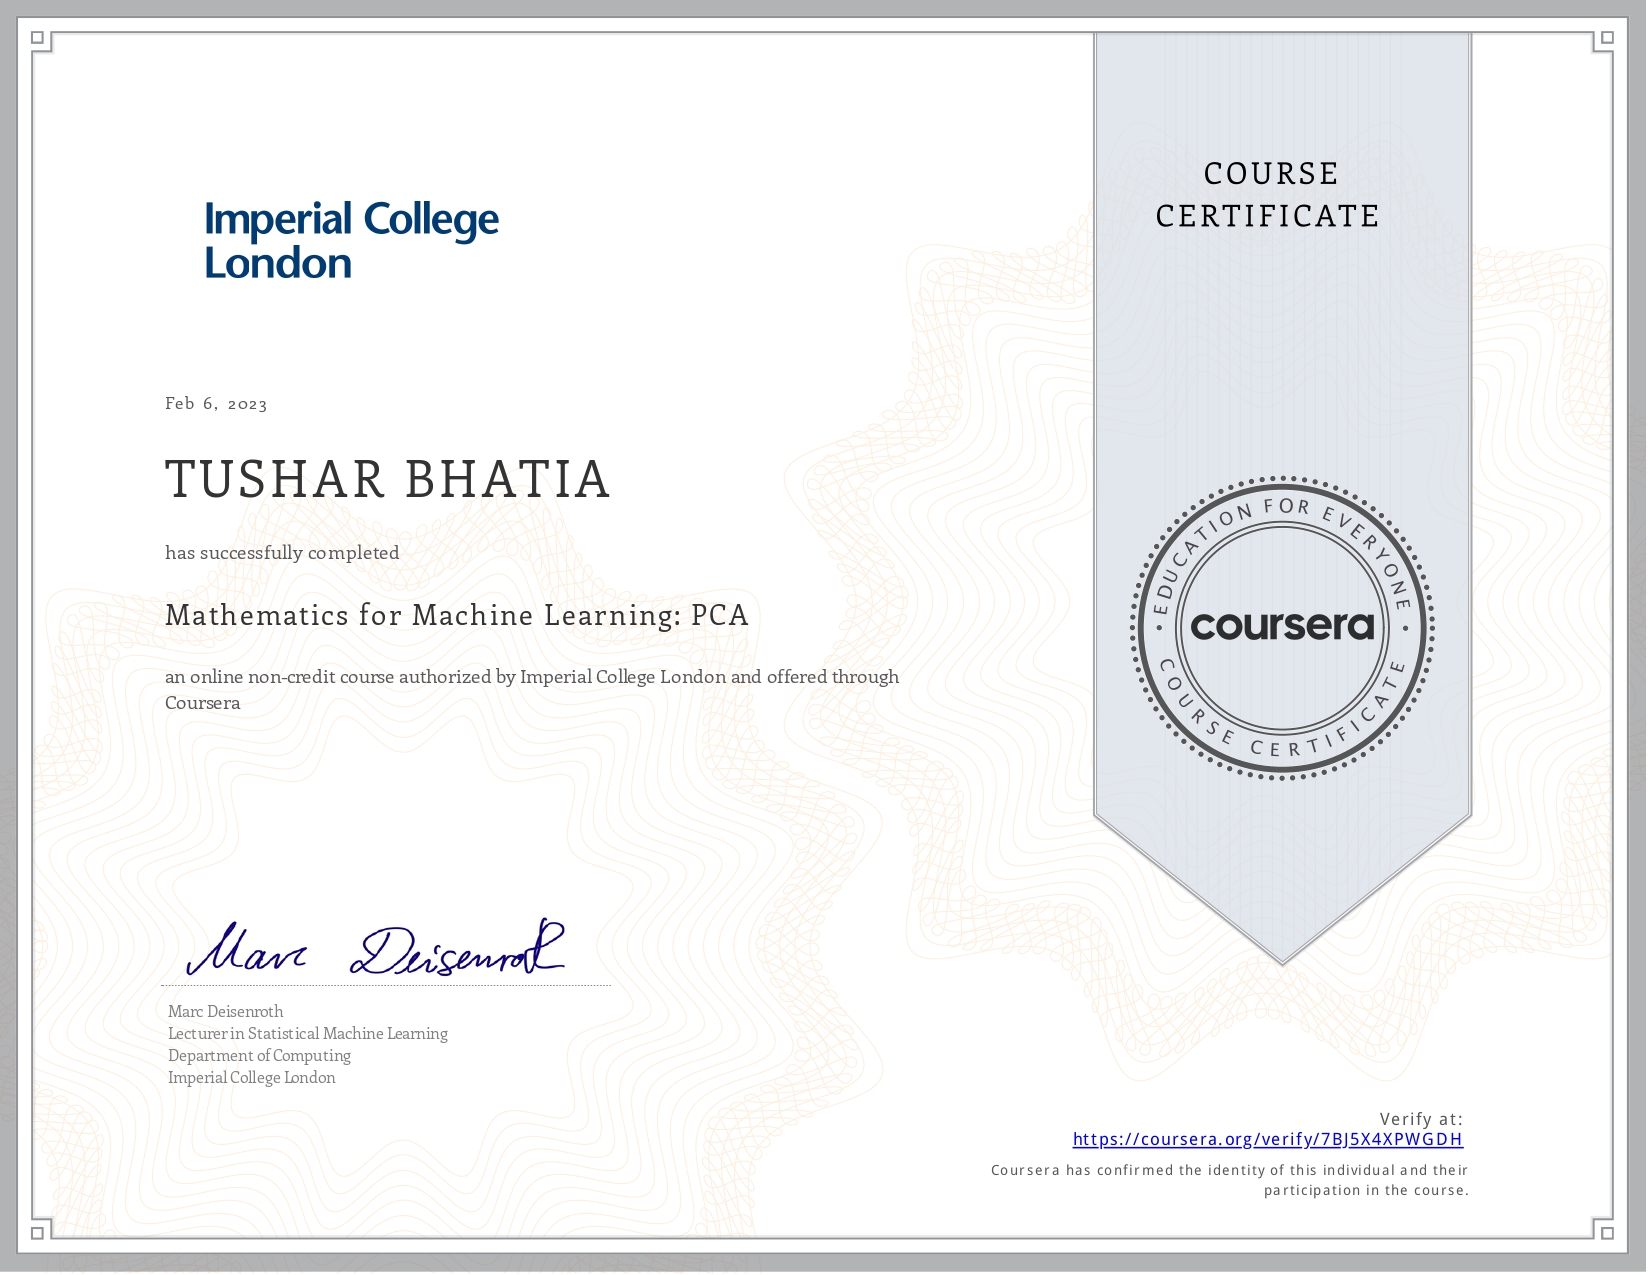 Imperial College
London
COURSE
CERTIFICATE
Feb 6, 2023
TUSHAR BHATIA
has successfully completed
Mathematics for Machine Learning: PCA
an online non-credit course authorized by Imperial College London and offered through
Coursera
EDUCATION FOR EVERYONE
coursera
COURSE CERTIFICATE
Marc Deisenroth
Marc Deisenroth
Lecturer in Statistical Machine Learning
Department of Computing
Imperial College London
Verify at:
https://coursera.org/verify/7BJ5X4XPWGDH
Coursera has confirmed the identity of this individual and their
participation in the course.